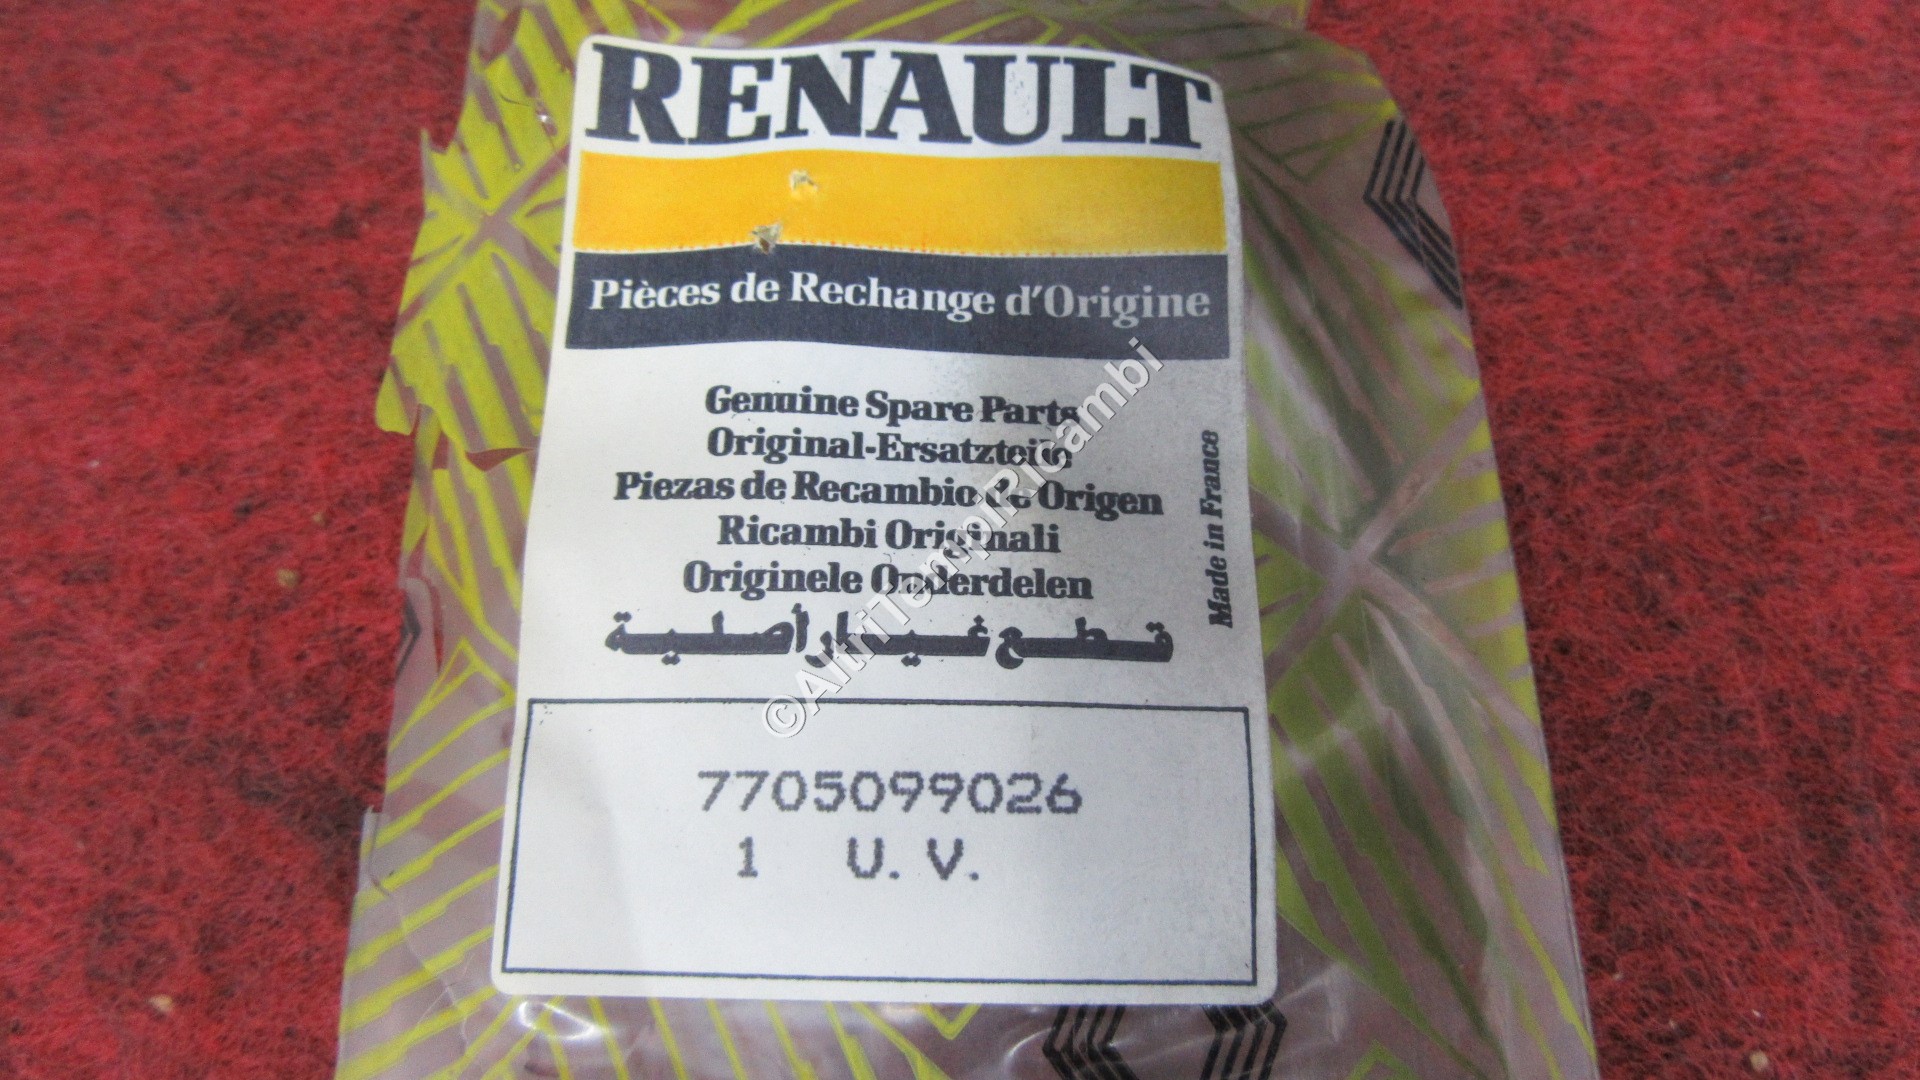 RENAULT
Pièces de Rechange d'Origine
Genuine Spare Parts
Original-Ersatzteile
Piezas de Recambio de Origen
Ricambi Originali
Originele Onderdelen
قطع غيار أصلية
Made in France
7705099026
1 U.V.
©AltriTempiRicambi